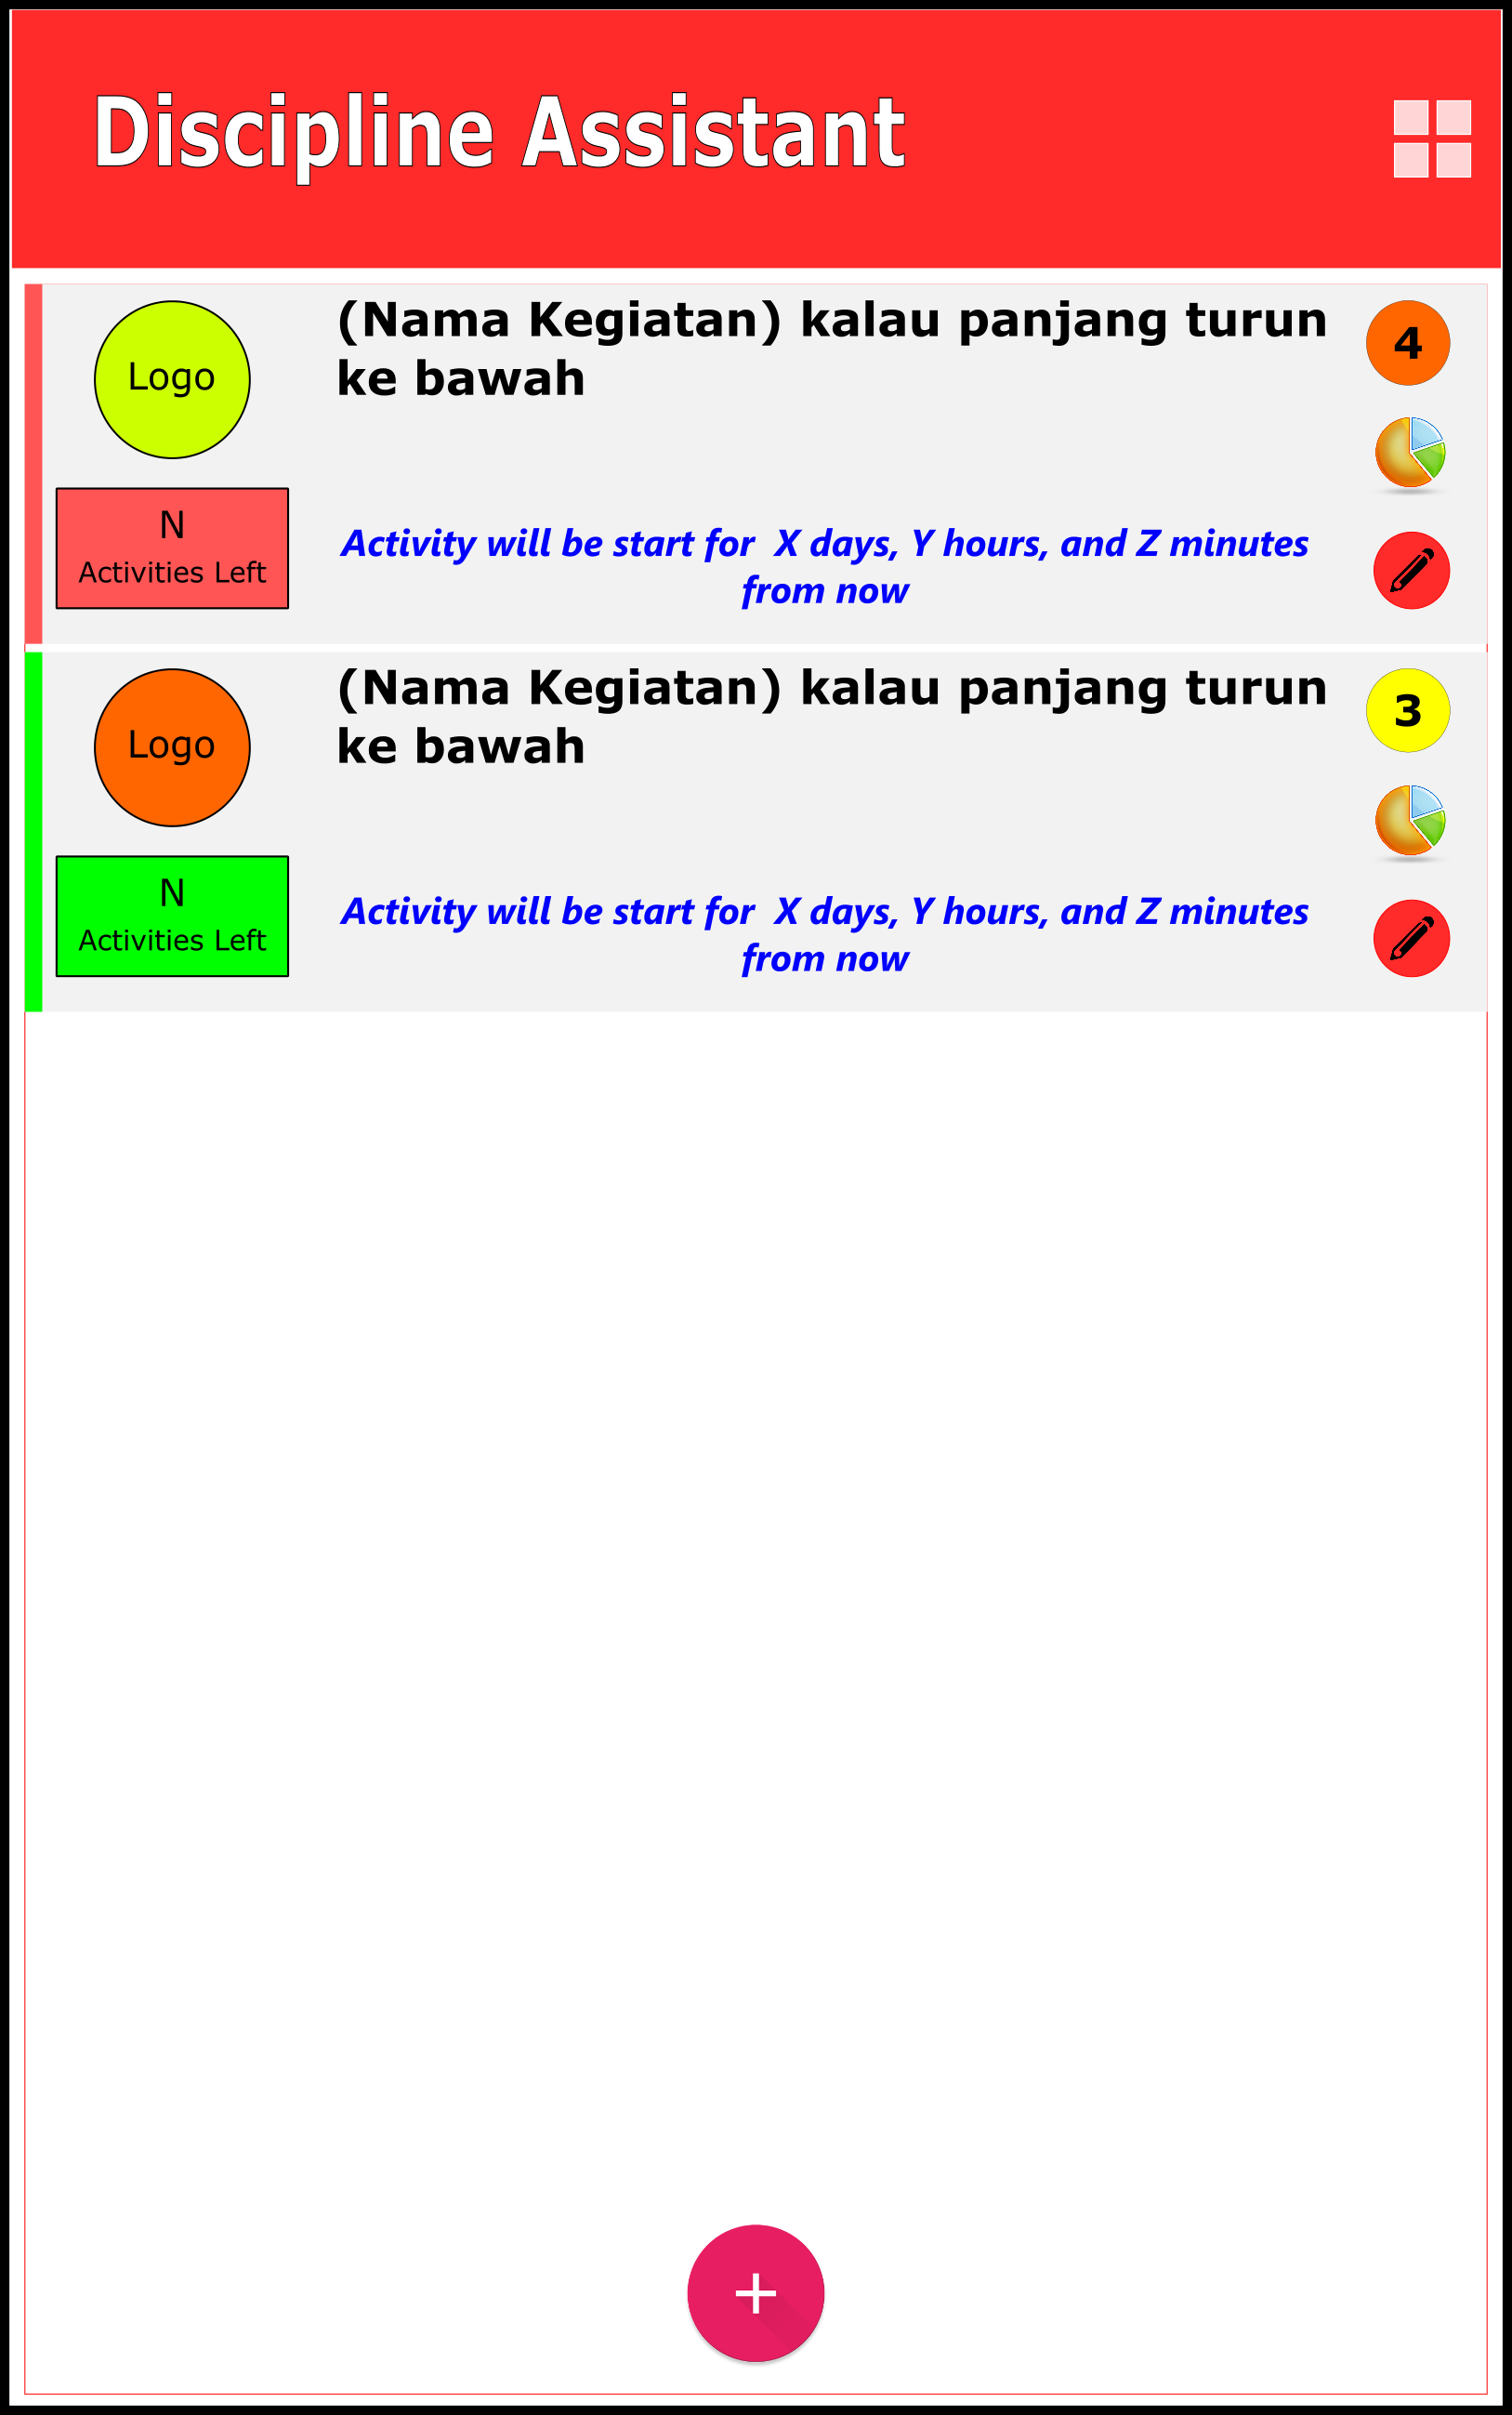 Discipline Assistant
Logo
(Nama Kegiatan) kalau panjang turun
ke bawah
4
N
Activities Left
Activity will be start for  X days, Y hours, and Z minutes
from now
Logo
(Nama Kegiatan) kalau panjang turun
ke bawah
3
N
Activities Left
Activity will be start for  X days, Y hours, and Z minutes
from now
+